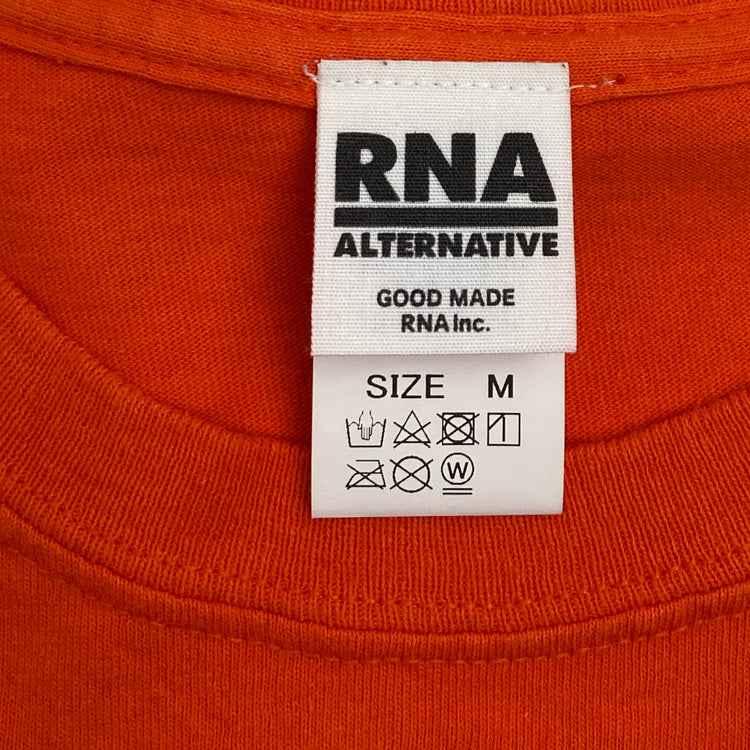 RNA
ALTERNATIVE
GOOD MADE
RNA Inc.
SIZE M
W